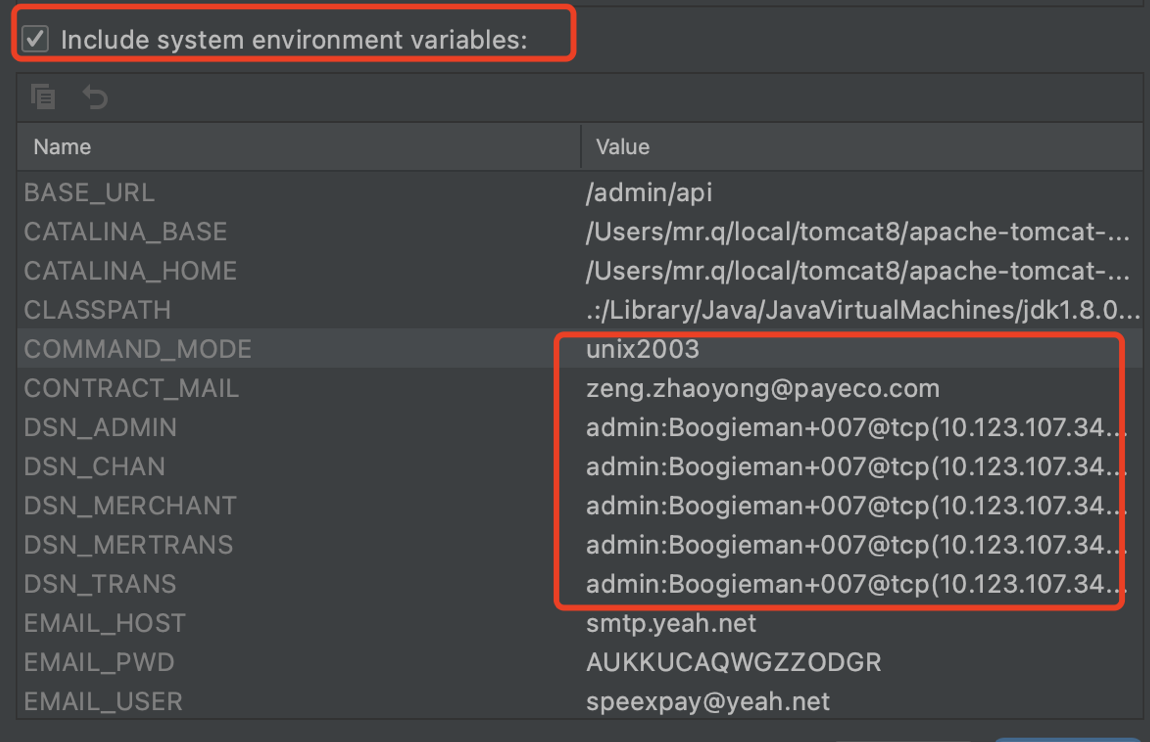 Include system environment variables:
Name Value
BASE_URL /admin/api
CATALINA_BASE /Users/mr.q/local/tomcat8/apache-tomcat-...
CATALINA_HOME /Users/mr.q/local/tomcat8/apache-tomcat-...
CLASSPATH .:/Library/Java/JavaVirtualMachines/jdk1.8.0...
COMMAND_MODE unix2003
CONTRACT_MAIL zeng.zhaoyong@payeco.com
DSN_ADMIN admin:Boogieman+007@tcp(10.123.107.34...
DSN_CHAN admin:Boogieman+007@tcp(10.123.107.34...
DSN_MERCHANT admin:Boogieman+007@tcp(10.123.107.34...
DSN_MERTRANS admin:Boogieman+007@tcp(10.123.107.34...
DSN_TRANS admin:Boogieman+007@tcp(10.123.107.34...
EMAIL_HOST smtp.yeah.net
EMAIL_PWD AUKKUCAQWGZZODGR
EMAIL_USER speexpay@yeah.net